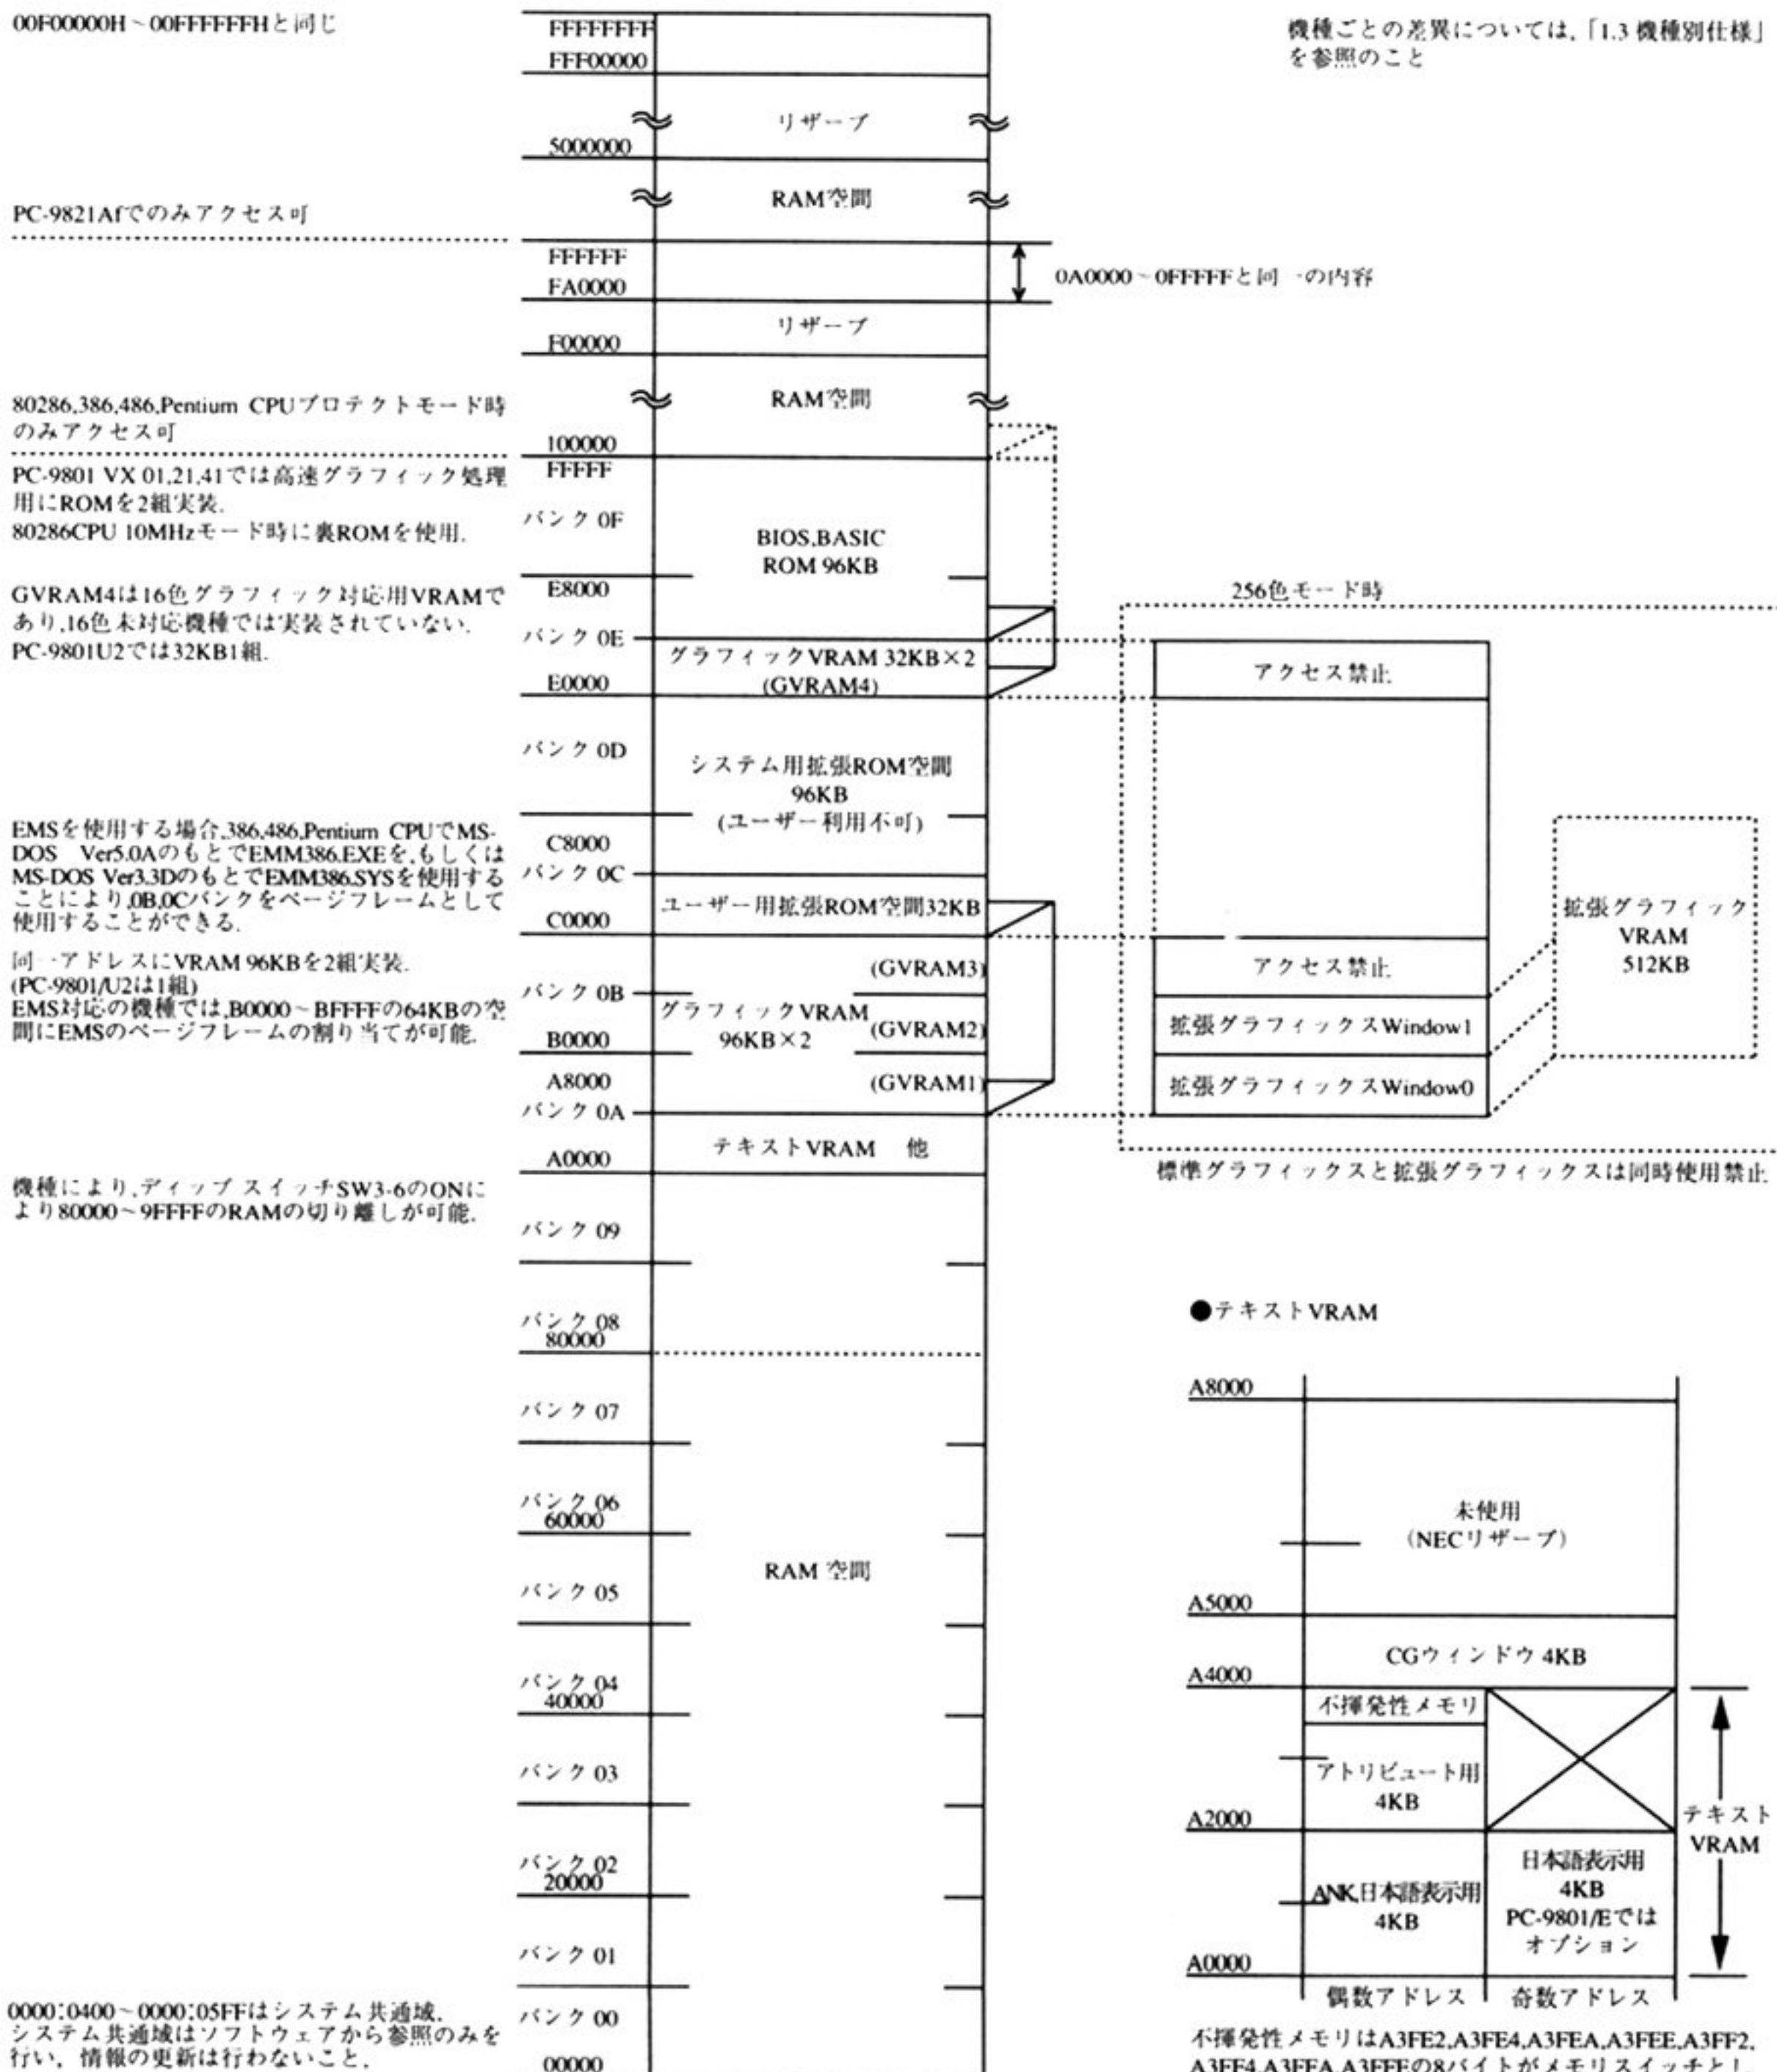 00F00000H～00FFFFFFHと同じ
FFFFFFFF
FFF00000
機種ごとの差異については,「1.3 機種別仕様」
を参照のこと
リザーブ
5000000
RAM空間
PC-9821Afでのみアクセス可
FFFFFF
FA0000
0A0000～0FFFFFと同一の内容
リザーブ
F00000
RAM空間
80286,386,486,Pentium CPUプロテクトモード時
のみアクセス可
100000
FFFFF
PC-9801 VX 01,21,41では高速グラフィック処理
用にROMを2組実装.
80286CPU 10MHzモード時に裏ROMを使用.
バンク 0F
BIOS,BASIC
ROM 96KB
E8000
GVRAM4は16色グラフィック対応用VRAMで
あり,16色未対応機種では実装されていない.
PC-9801U2では32KB1組.
バンク 0E
グラフィックVRAM 32KB×2
(GVRAM4)
E0000
256色モード時
アクセス禁止
バンク 0D
システム用拡張ROM空間
96KB
(ユーザー利用不可)
C8000
EMSを使用する場合,386,486,Pentium CPUでMS-
DOS Ver5.0AのもとでEMM386.EXEを,もしくは
MS-DOS Ver3.3DのもとでEMM386.SYSを使用する
ことにより,0B,0Cバンクをページフレームとして
使用することができる.
バンク 0C
ユーザー用拡張ROM空間32KB
C0000
拡張グラフィック
VRAM
512KB
同一アドレスにVRAM 96KBを2組実装.
(PC-9801/U2は1組)
EMS対応の機種では,B0000～BFFFFの64KBの空
間にEMSのページフレームの割り当てが可能.
(GVRAM3)
バンク 0B
グラフィックVRAM
96KB×2
(GVRAM2)
B0000
A8000
(GVRAM1)
バンク 0A
アクセス禁止
拡張グラフィックスWindow1
拡張グラフィックスWindow0
テキストVRAM 他
A0000
標準グラフィックスと拡張グラフィックスは同時使用禁止
機種により,ディップ スイッチSW3-6のONに
より80000～9FFFFのRAMの切り離しが可能.
バンク 09
バンク 08
80000
バンク 07
バンク 06
60000
RAM 空間
バンク 05
バンク 04
40000
バンク 03
バンク 02
20000
バンク 01
バンク 00
00000
0000:0400～0000:05FFはシステム共通域.
システム共通域はソフトウェアから参照のみを
行い, 情報の更新は行わないこと.
●テキストVRAM
A8000
未使用
(NECリザーブ)
A5000
CGウィンドウ 4KB
A4000
不揮発性メモリ
アトリビュート用
4KB
A2000
テキスト
VRAM
ANK,日本語表示用
4KB
日本語表示用
4KB
PC-9801/Eでは
オプション
A0000
偶数アドレス
奇数アドレス
不揮発性メモリはA3FE2,A3FE4,A3FEA,A3FEE,A3FF2,
A3FF4,A3FFA,A3FFEの8バイトがメモリスイッチとし